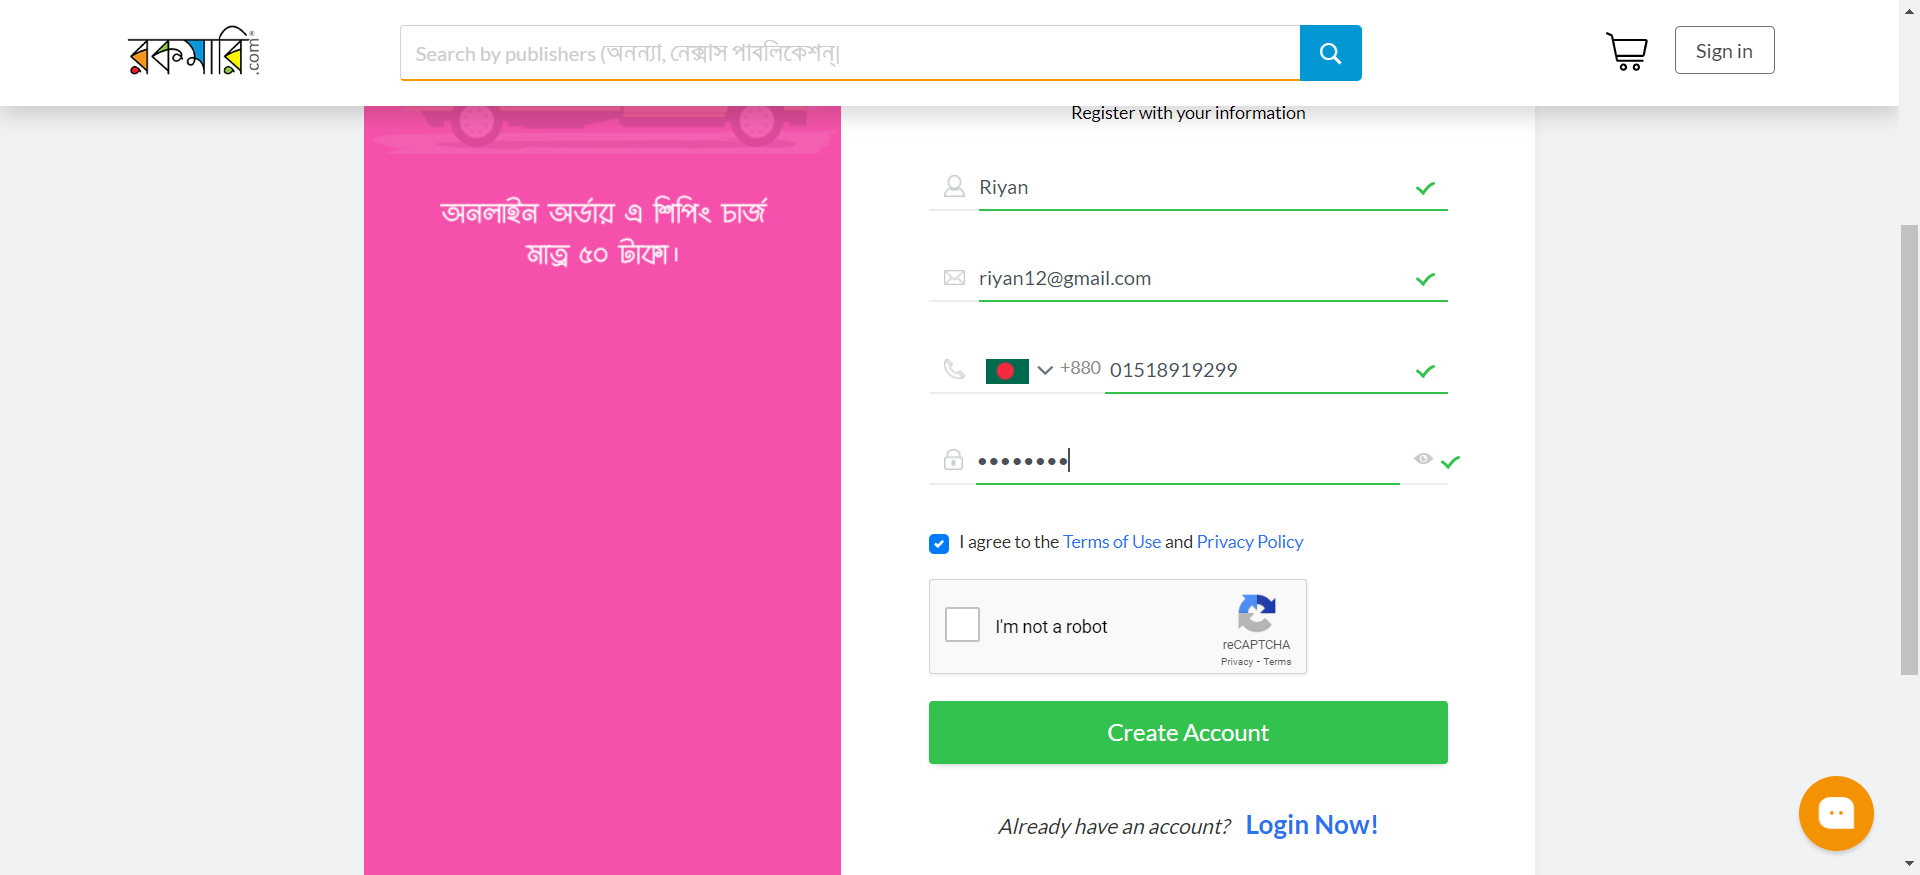 রকমারি.com
Search by publishers (অনন্যা, নেক্সাস পাবলিকেশন্|
Sign in
Register with your information
অনলাইন অর্ডায় এ শিপিং চার্জ
মাত্র ৫০ টাকা।
Riyan
riyan12@gmail.com
+880 01518919299
••••••••
I agree to the Terms of Use and Privacy Policy
I'm not a robot
reCAPTCHA
Privacy - Terms
Create Account
Already have an account? Login Now!